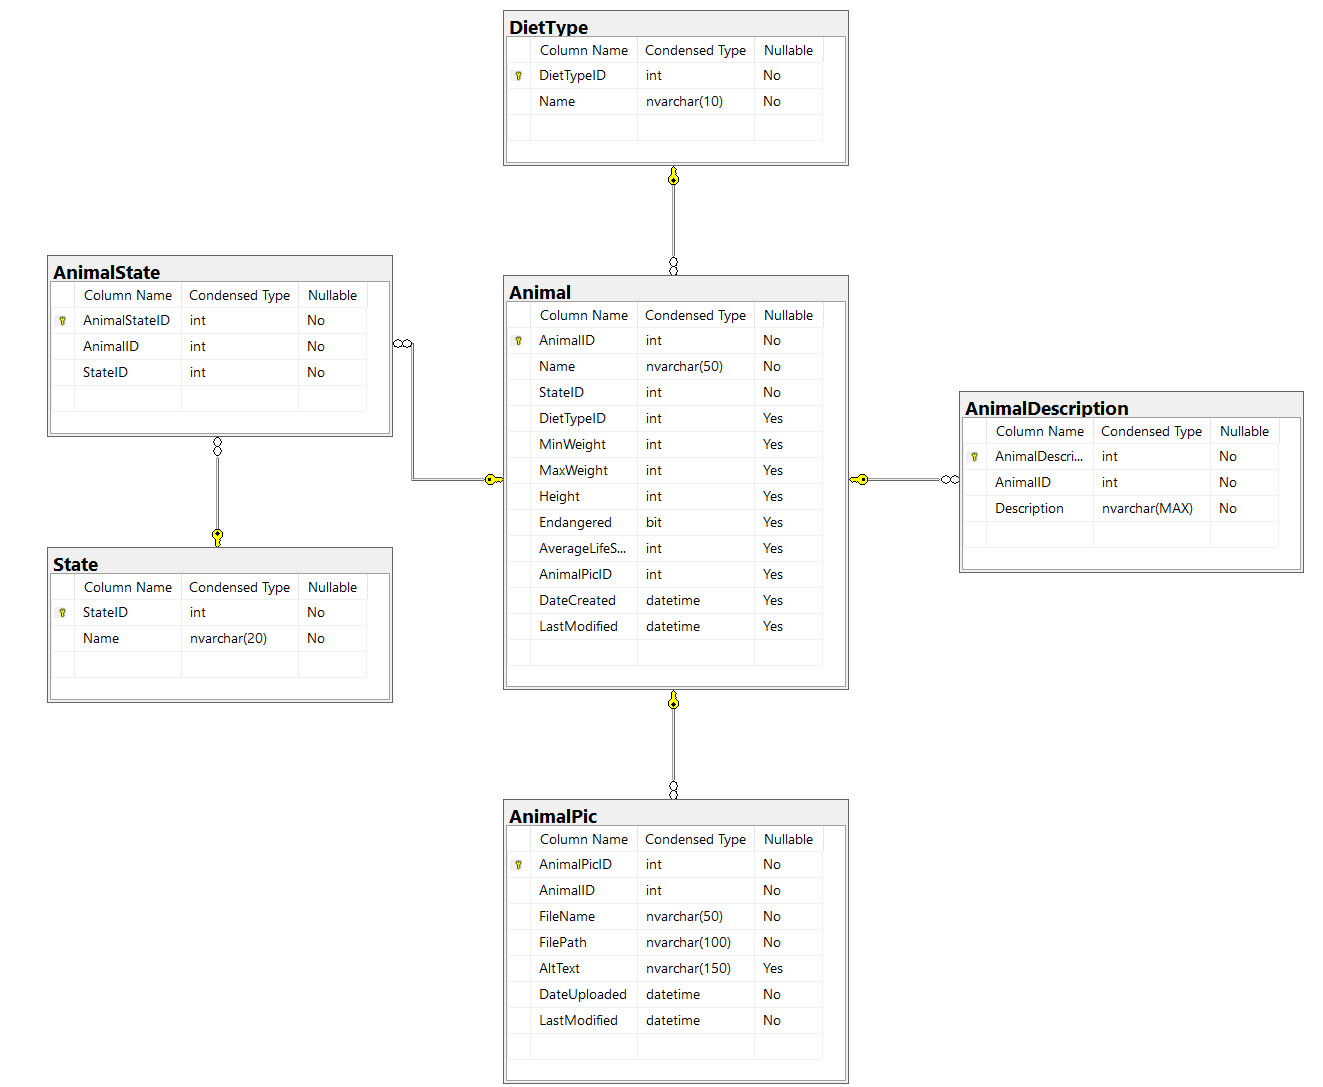 DietType
Column Name Condensed Type Nullable
DietTypeID int No
Name nvarchar(10) No
AnimalState
Column Name Condensed Type Nullable
AnimalStateID int No
AnimalID int No
StateID int No
Animal
Column Name Condensed Type Nullable
AnimalID int No
Name nvarchar(50) No
StateID int No
DietTypeID int Yes
MinWeight int Yes
MaxWeight int Yes
Height int Yes
Endangered bit Yes
AverageLifeS... int Yes
AnimalPicID int Yes
DateCreated datetime Yes
LastModified datetime Yes
AnimalDescription
Column Name Condensed Type Nullable
AnimalDescri... int No
AnimalID int No
Description nvarchar(MAX) No
State
Column Name Condensed Type Nullable
StateID int No
Name nvarchar(20) No
AnimalPic
Column Name Condensed Type Nullable
AnimalPicID int No
AnimalID int No
FileName nvarchar(50) No
FilePath nvarchar(100) No
AltText nvarchar(150) Yes
DateUploaded datetime No
LastModified datetime No